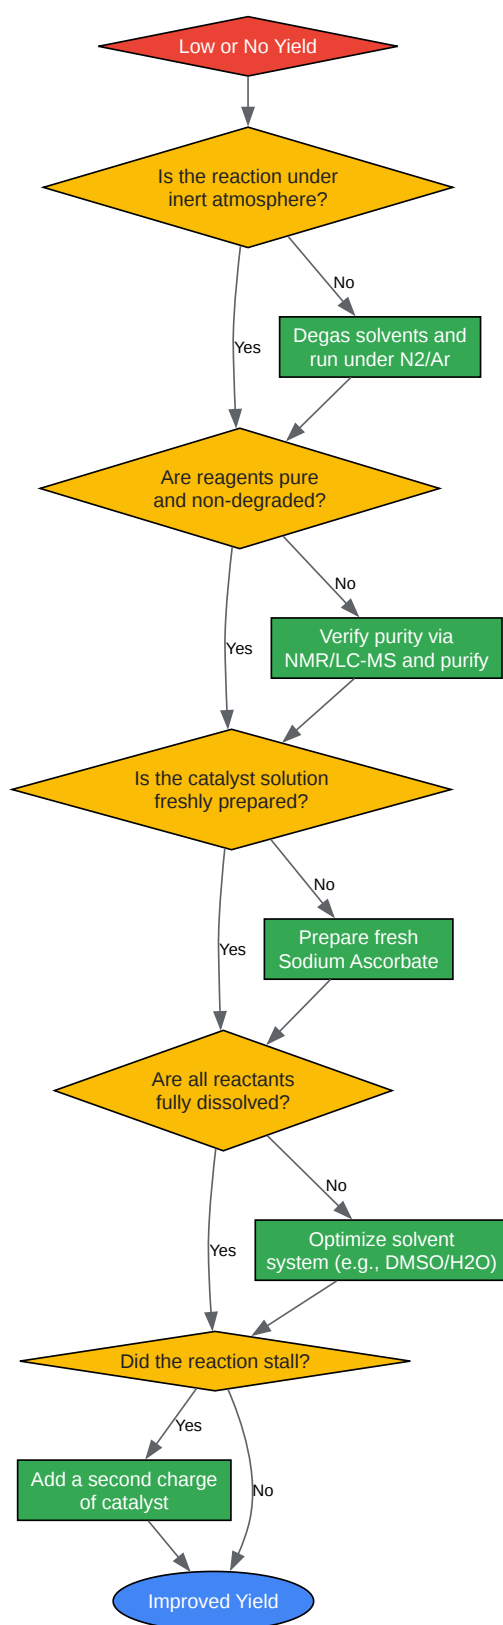 Low or No Yield
Is the reaction under
inert atmosphere?
No
Degas solvents and
run under N2/Ar
Yes
Are reagents pure
and non-degraded?
No
Verify purity via
NMR/LC-MS and purify
Yes
Is the catalyst solution
freshly prepared?
No
Prepare fresh
Sodium Ascorbate
Yes
Are all reactants
fully dissolved?
No
Optimize solvent
system (e.g., DMSO/H2O)
Yes
Did the reaction stall?
Yes
Add a second charge
of catalyst
No
Improved Yield